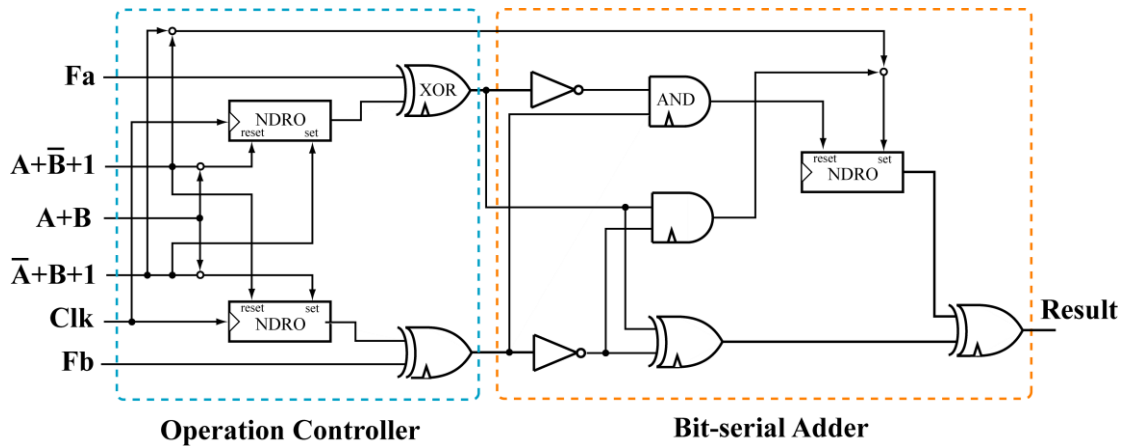 Fa
XOR
AND
NDRO
reset set
A+B̅+1
reset set
NDRO
A+B
A̅+B+1
reset set
Clk
NDRO
Result
Fb
Operation Controller
Bit-serial Adder